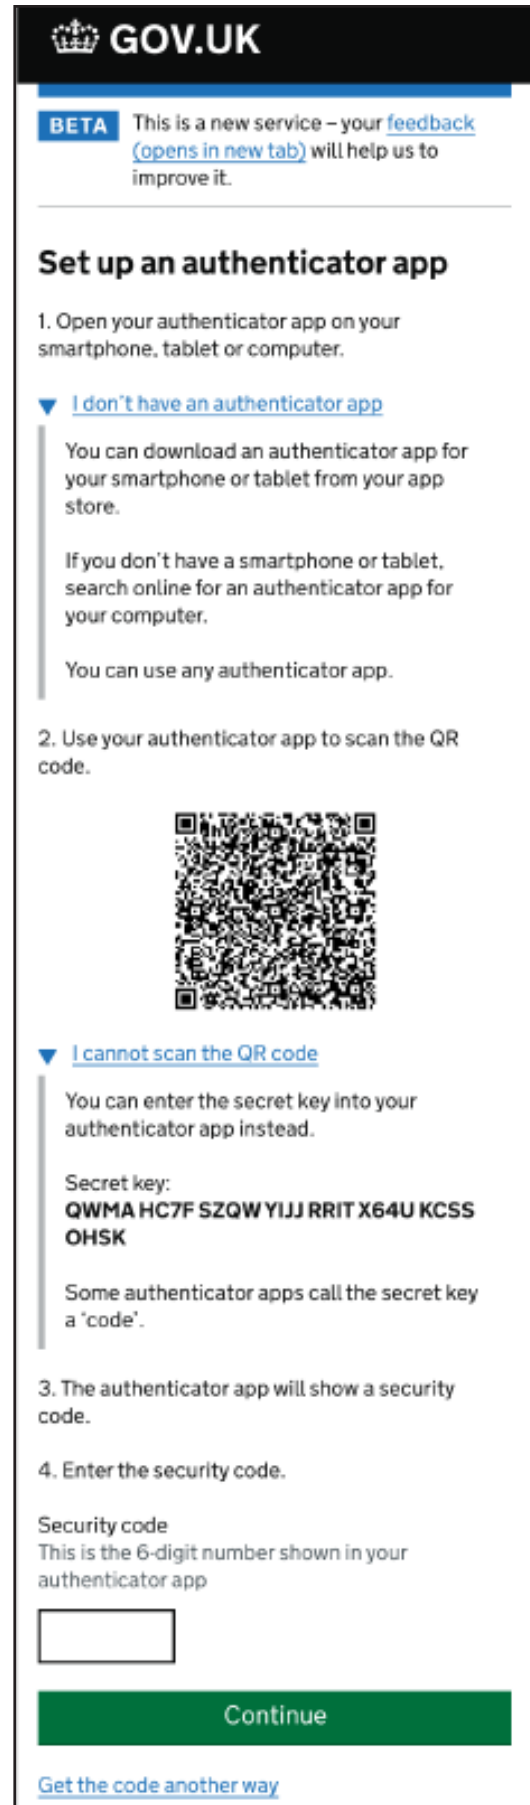 GOV.UK
BETA This is a new service – your feedback
(opens in new tab) will help us to
improve it.
Set up an authenticator app
1. Open your authenticator app on your
smartphone, tablet or computer.
I don't have an authenticator app
You can download an authenticator app for
your smartphone or tablet from your app
store.
If you don't have a smartphone or tablet,
search online for an authenticator app for
your computer.
You can use any authenticator app.
2. Use your authenticator app to scan the QR
code.
I cannot scan the QR code
You can enter the secret key into your
authenticator app instead.
Secret key:
QWMA HC7F SZQW YIJJ RRIT X64U KCSS
OHSK
Some authenticator apps call the secret key
a 'code'.
3. The authenticator app will show a security
code.
4. Enter the security code.
Security code
This is the 6-digit number shown in your
authenticator app
Continue
Get the code another way